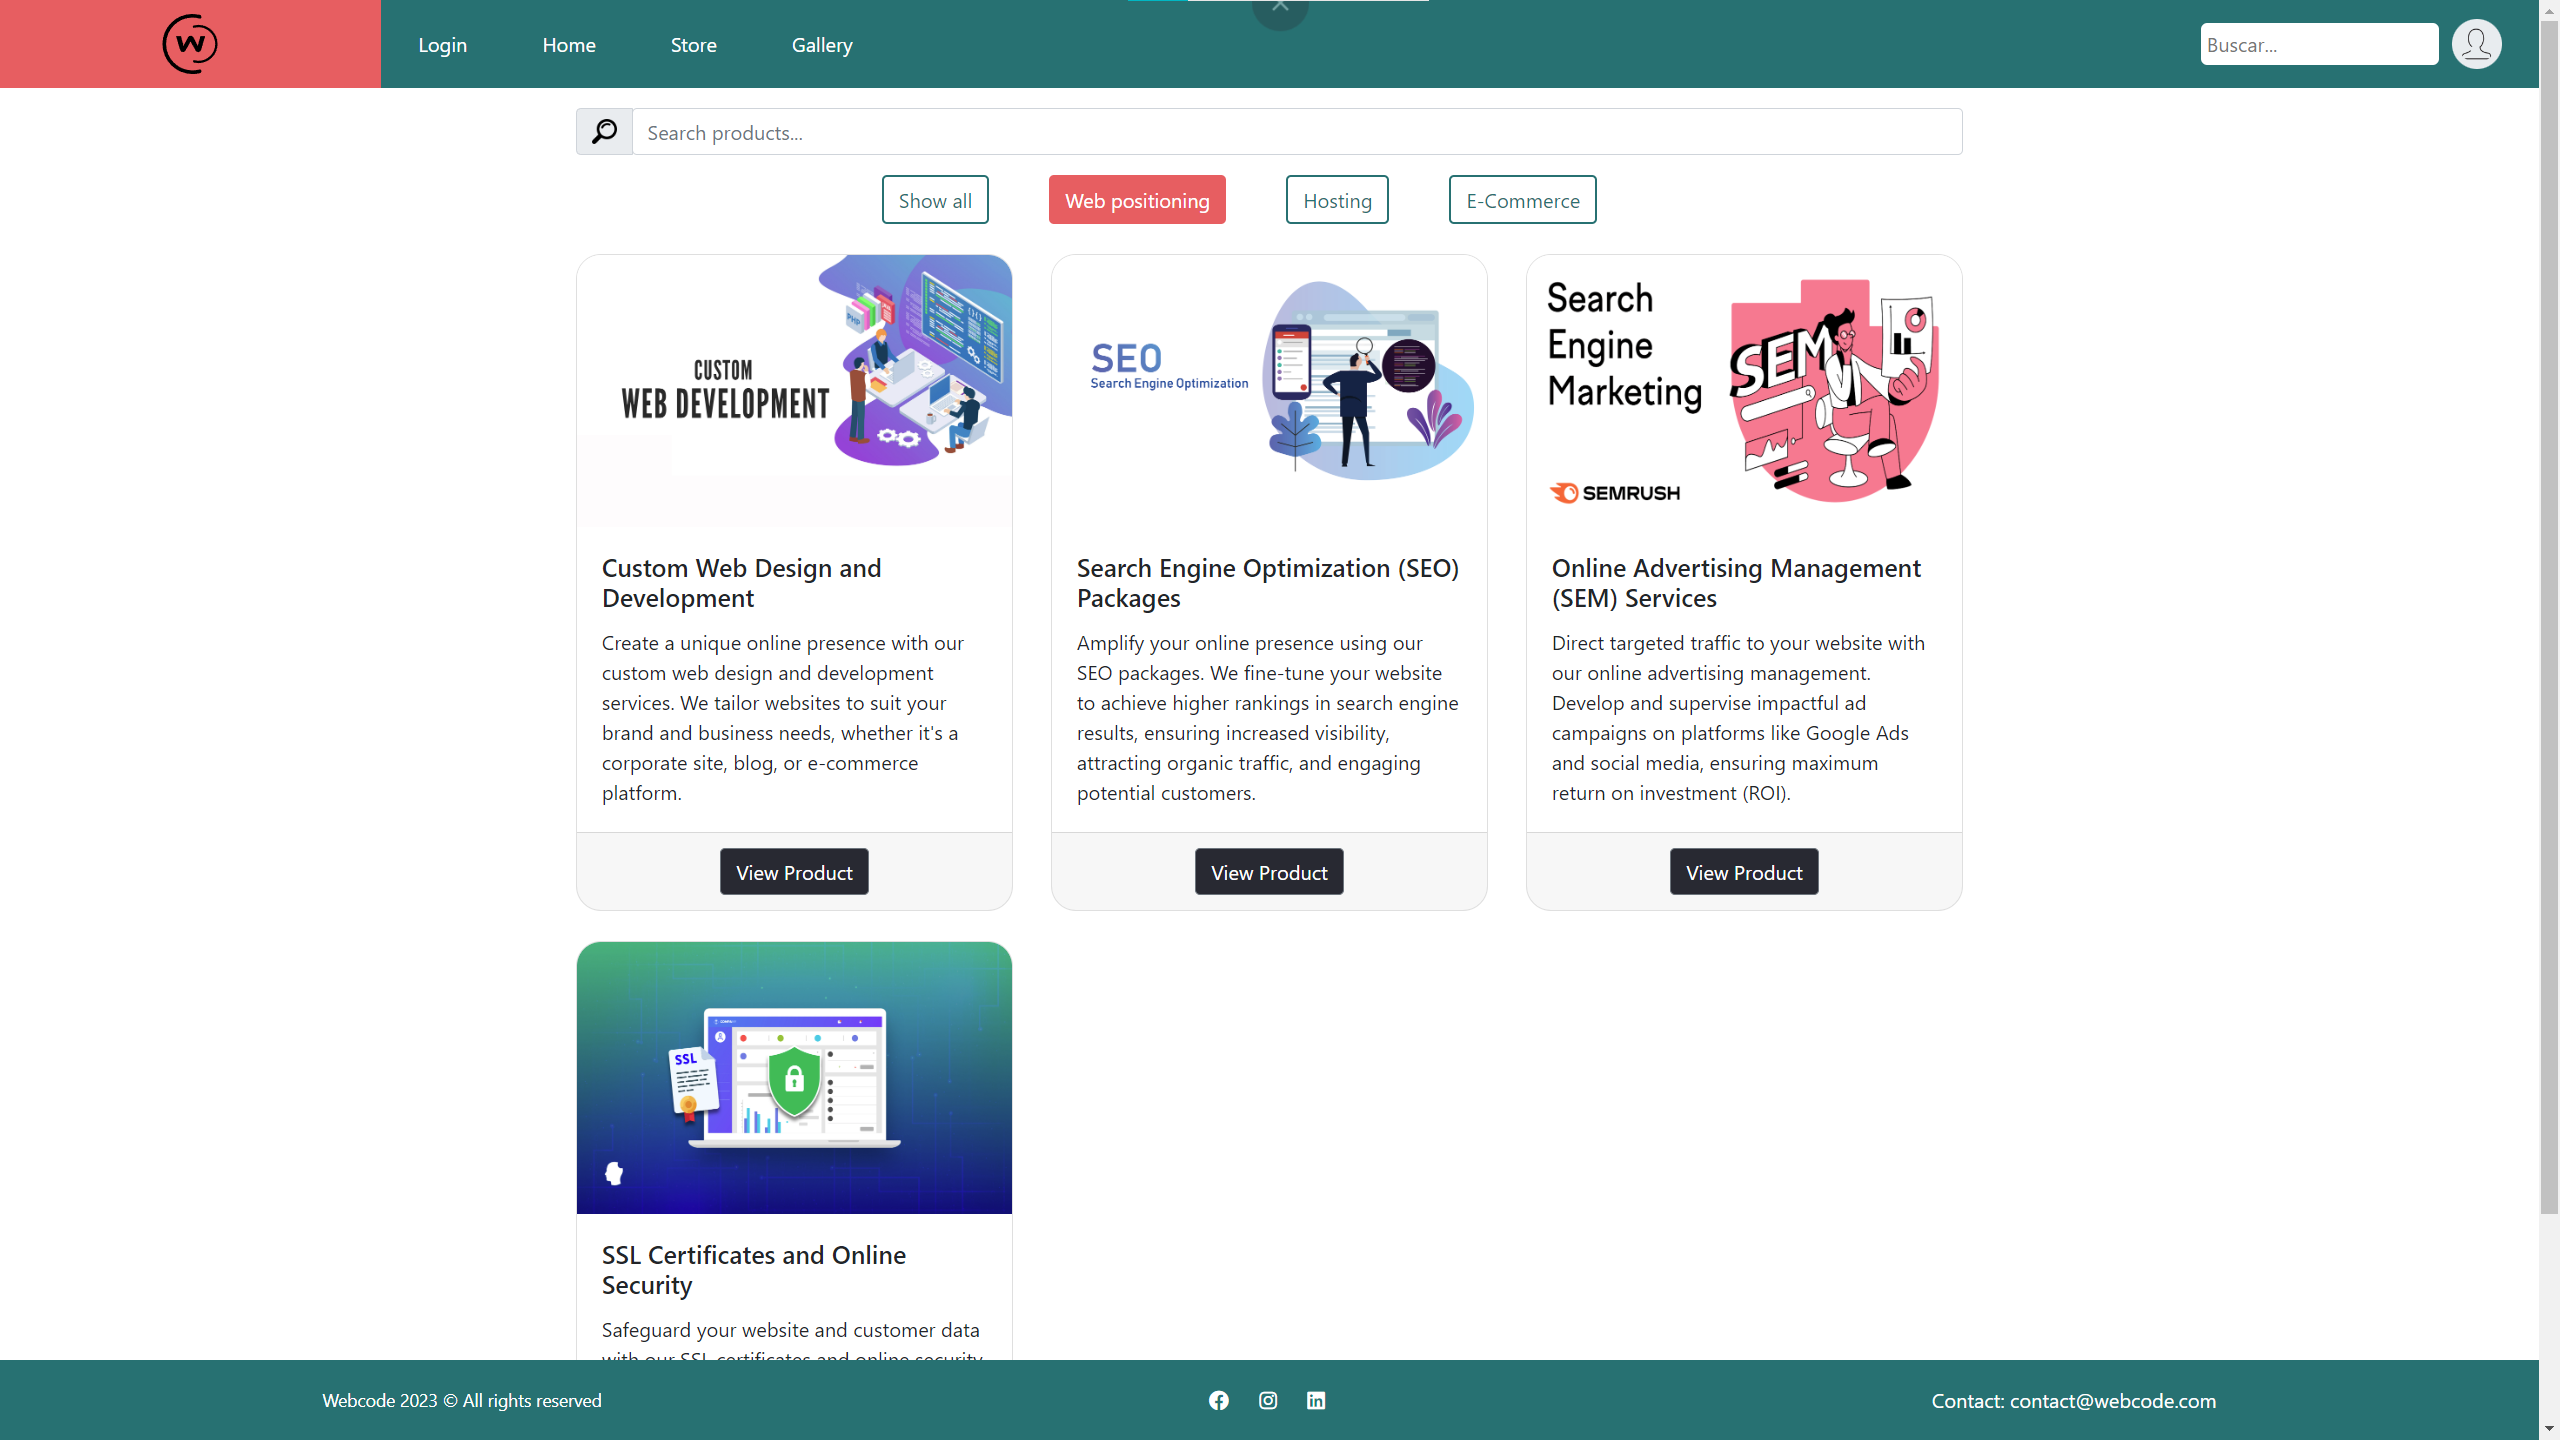 W
Login
Home
Store
Gallery
Buscar...
Search products...
Show all
Web positioning
Hosting
E-Commerce
PHP
CUSTOM
WEB DEVELOPMENT
SEO
Search Engine Optimization
Search
Engine
Marketing
SEM
SEMRUSH
Custom Web Design and
Development
Create a unique online presence with our
custom web design and development
services. We tailor websites to suit your
brand and business needs, whether it's a
corporate site, blog, or e-commerce
platform.
View Product
Search Engine Optimization (SEO)
Packages
Amplify your online presence using our
SEO packages. We fine-tune your website
to achieve higher rankings in search engine
results, ensuring increased visibility,
attracting organic traffic, and engaging
potential customers.
View Product
Online Advertising Management
(SEM) Services
Direct targeted traffic to your website with
our online advertising management.
Develop and supervise impactful ad
campaigns on platforms like Google Ads
and social media, ensuring maximum
return on investment (ROI).
View Product
SSL
SSL Certificates and Online
Security
Safeguard your website and customer data
with our SSL certificates and online security
Webcode 2023 © All rights reserved
Contact: contact@webcode.com